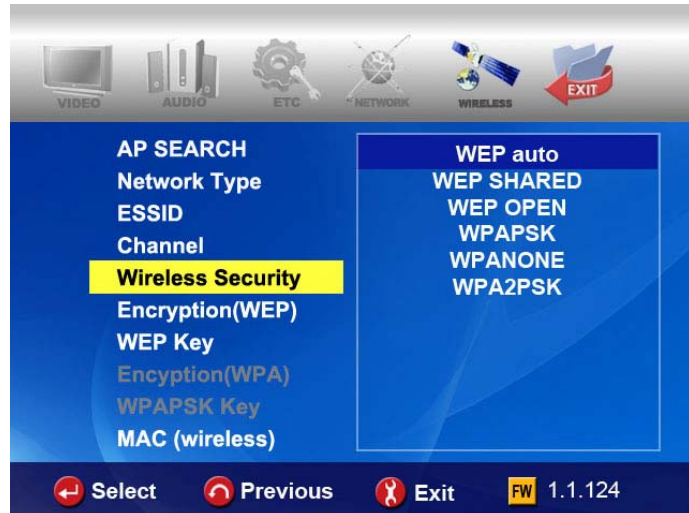 VIDEO
AUDIO
ETC
NETWORK
WIRELESS
EXIT
AP SEARCH
Network Type
ESSID
Channel
Wireless Security
Encryption(WEP)
WEP Key
Encyption(WPA)
WPAPSK Key
MAC (wireless)
WEP auto
WEP SHARED
WEP OPEN
WPAPSK
WPANONE
WPA2PSK
Select
Previous
Exit
FW 1.1.124